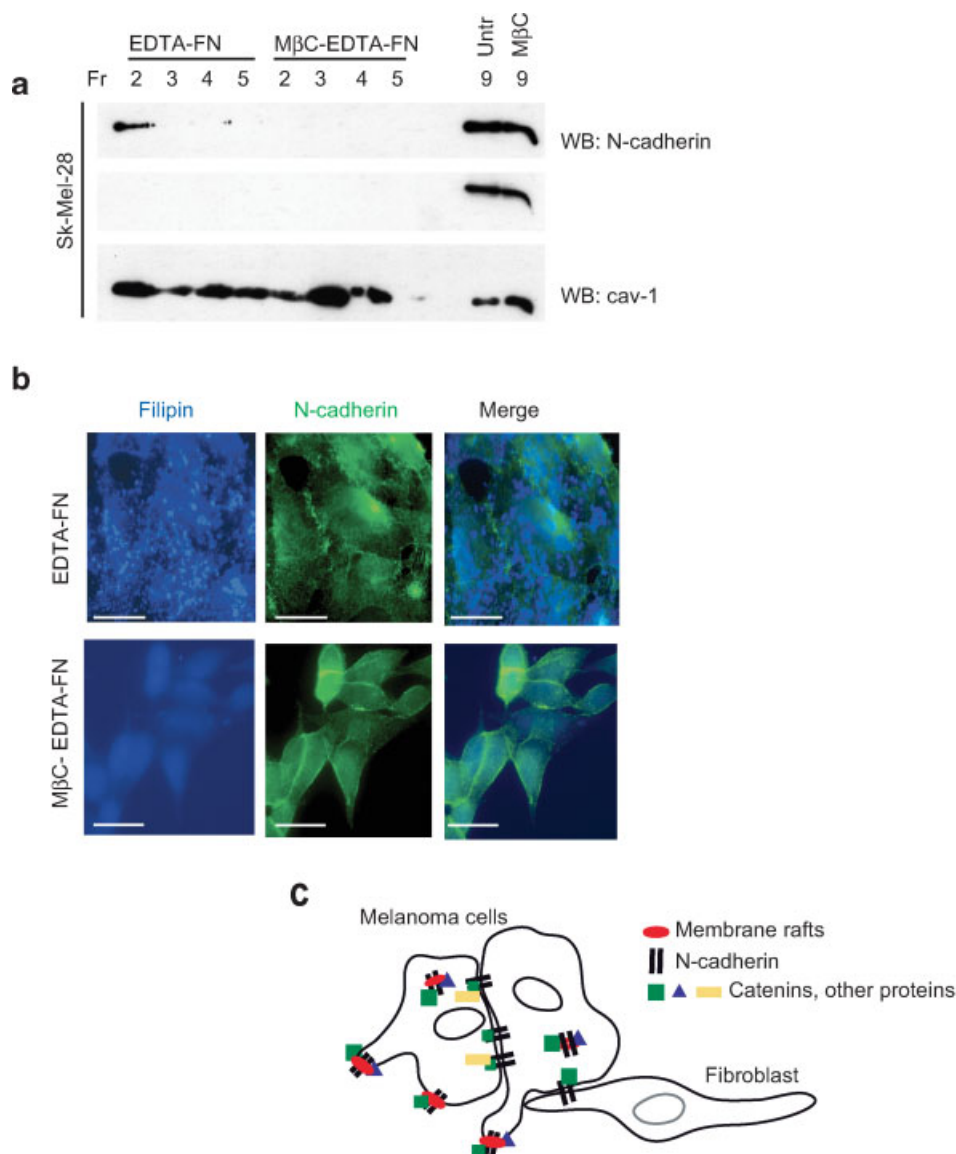 a
EDTA-FN MβC-EDTA-FN Untr MβC
Fr 2 3 4 5 2 3 4 5 9 9
Sk-Mel-28
WB: N-cadherin
WB: cav-1
b
Filipin N-cadherin Merge
EDTA-FN
MβC- EDTA-FN
c
Melanoma cells
Membrane rafts
N-cadherin
Catenins, other proteins
Fibroblast